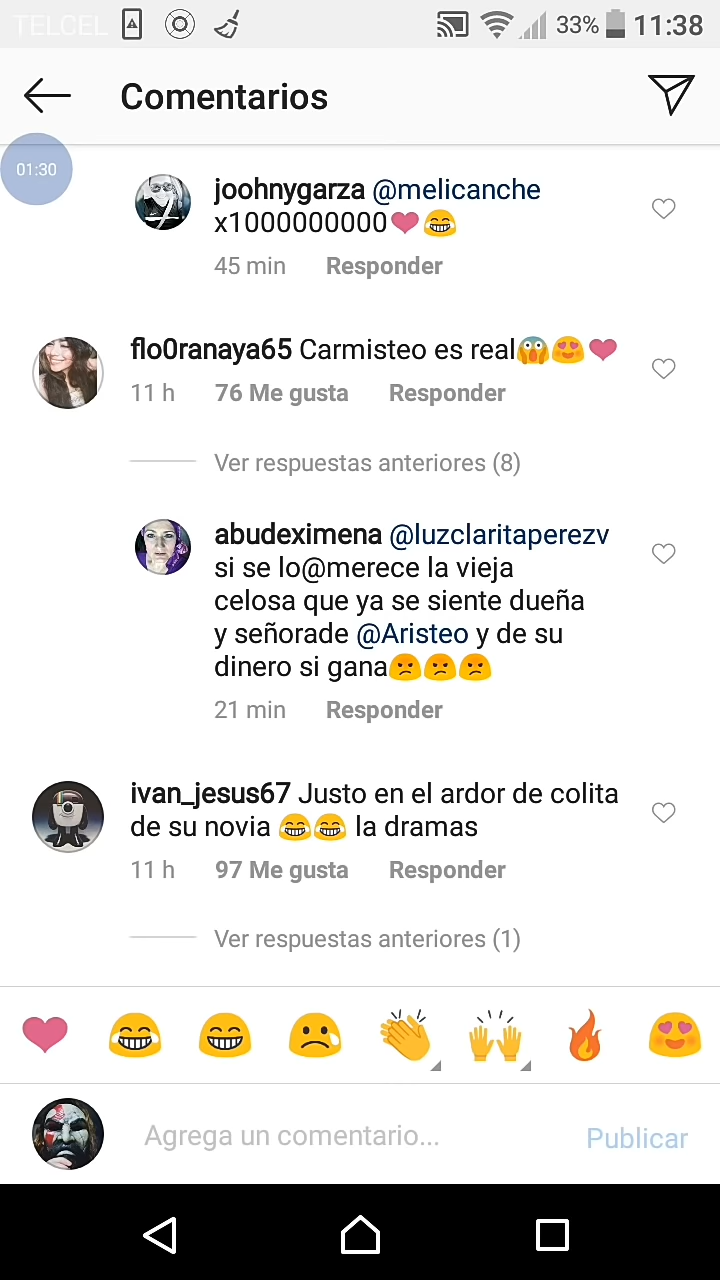 TELCEL 33% 11:38
Comentarios
01:30
joohnygarza @melicanche
x1000000000❤😂
45 min Responder
flo0ranaya65 Carmisteo es real😱😍❤
11 h 76 Me gusta Responder
Ver respuestas anteriores (8)
abudeximena @luzclaritaperezv
si se lo@merece la vieja
celosa que ya se siente dueña
y señorade @Aristeo y de su
dinero si gana😡😡😡
21 min Responder
ivan_jesus67 Justo en el ardor de colita
de su novia 😂😂 la dramas
11 h 97 Me gusta Responder
Ver respuestas anteriores (1)
❤ 😂 😁 😢 👏 🙌 🔥 😍
Agrega un comentario... Publicar